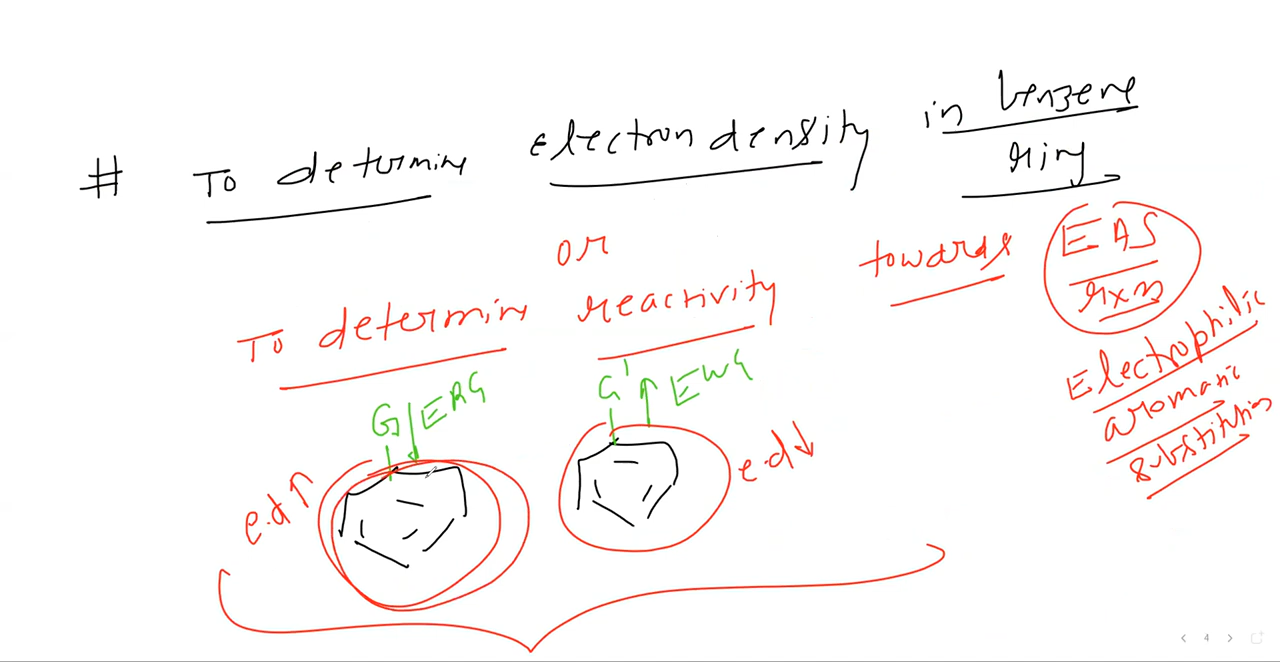 # To determine electron density in benzene
ring
or
To determine reactivity towards EAS
rxn
Electrophilic
aromatic
substitution
G ERG
G' EWG
e.d↑
e.d↓
4